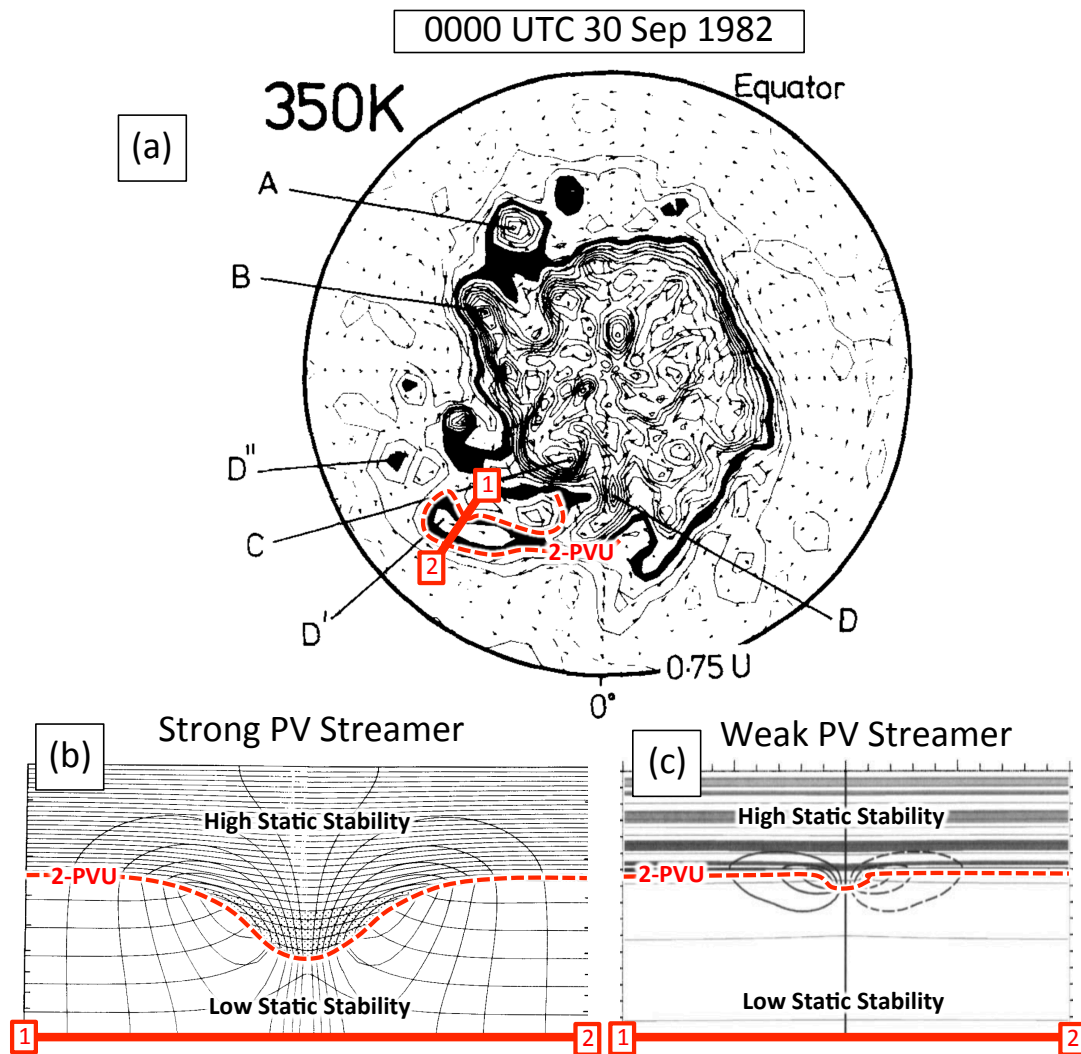 0000 UTC 30 Sep 1982
350K
Equator
(a)
A
B
D"
1
C
2
2-PVU
D'
D
0.75 U
0°
Strong PV Streamer
(b)
High Static Stability
2-PVU
Low Static Stability
1
2
Weak PV Streamer
(c)
High Static Stability
2-PVU
Low Static Stability
1
2